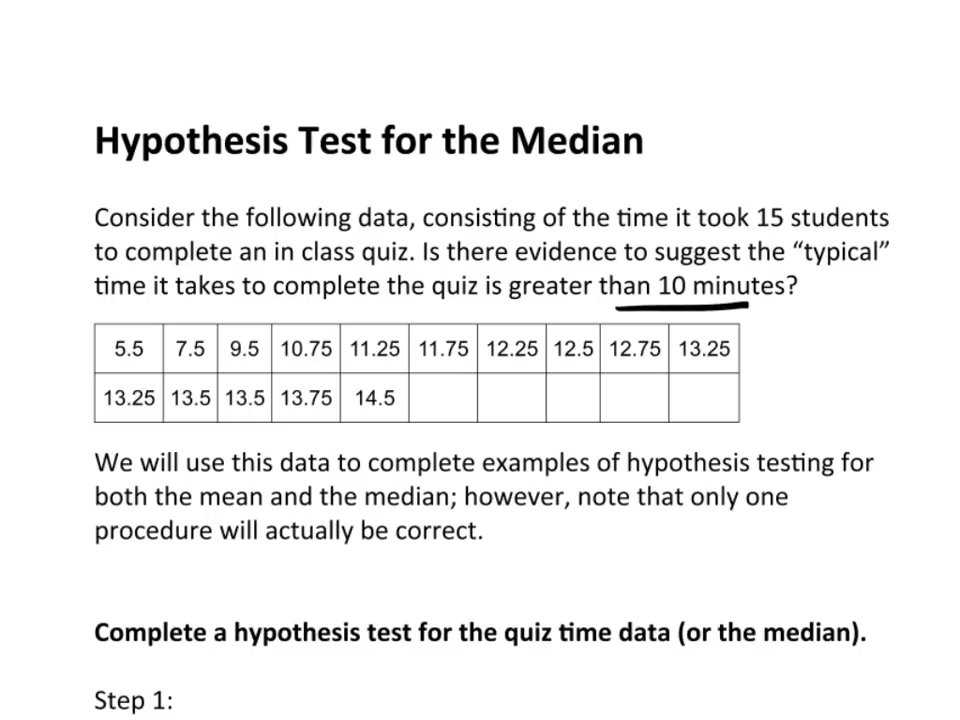 Hypothesis Test for the Median
Consider the following data, consisting of the time it took 15 students
to complete an in class quiz. Is there evidence to suggest the “typical”
time it takes to complete the quiz is greater than 10 minutes?
5.5 7.5 9.5 10.75 11.25 11.75 12.25 12.5 12.75 13.25
13.25 13.5 13.5 13.75 14.5
We will use this data to complete examples of hypothesis testing for
both the mean and the median; however, note that only one
procedure will actually be correct.
Complete a hypothesis test for the quiz time data (or the median).
Step 1: